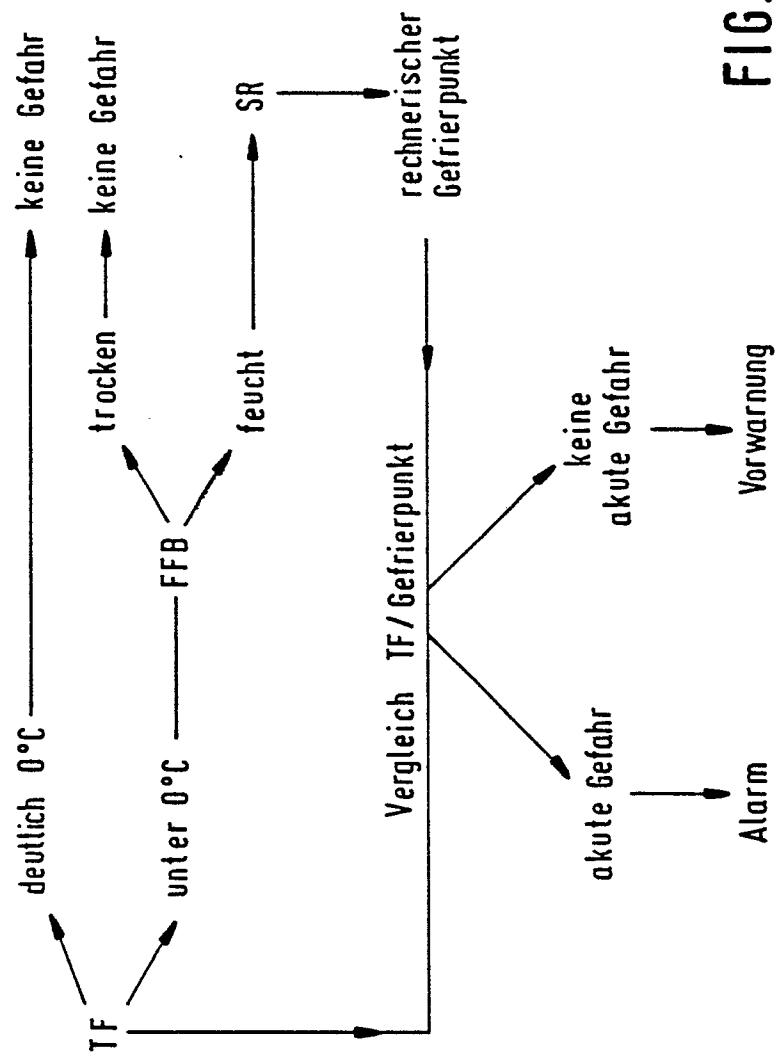 deutlich 0°C
keine Gefahr
TF
trocken
keine Gefahr
unter 0°C
FFB
feucht
SR
Vergleich TF/Gefrierpunkt
rechnerischer
Gefrierpunkt
akute Gefahr
keine
akute Gefahr
Alarm
Vorwarnung
FIG.